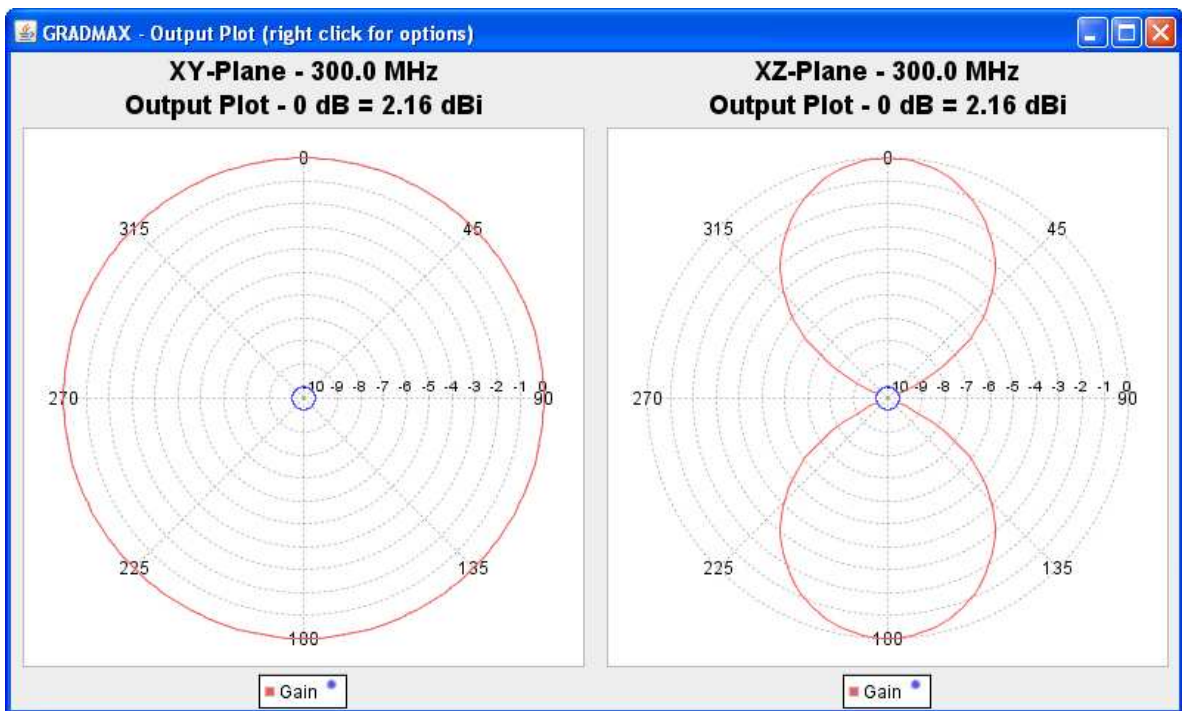 GRADMAX - Output Plot (right click for options)
XY-Plane - 300.0 MHz
Output Plot - 0 dB = 2.16 dBi
0
315
45
-10 -9 -8 -7 -6 -5 -4 -3 -2 -1 0
270
90
225
135
180
Gain
XZ-Plane - 300.0 MHz
Output Plot - 0 dB = 2.16 dBi
0
315
45
-10 -9 -8 -7 -6 -5 -4 -3 -2 -1 0
270
90
225
135
180
Gain